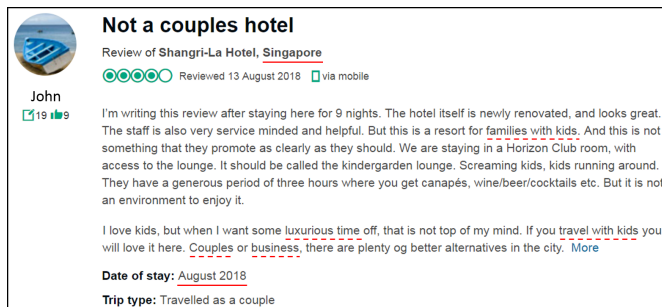 Not a couples hotel
Review of Shangri-La Hotel, Singapore
Reviewed 13 August 2018 via mobile
John
19 9
I'm writing this review after staying here for 9 nights. The hotel itself is newly renovated, and looks great.
The staff is also very service minded and helpful. But this is a resort for families with kids. And this is not
something that they promote as clearly as they should. We are staying in a Horizon Club room, with
access to the lounge. It should be called the kindergarden lounge. Screaming kids, kids running around.
They have a generous period of three hours where you get canapés, wine/beer/cocktails etc. But it is not
an environment to enjoy it.
I love kids, but when I want some luxurious time off, that is not top of my mind. If you travel with kids you
will love it here. Couples or business, there are plenty og better alternatives in the city. More
Date of stay: August 2018
Trip type: Travelled as a couple